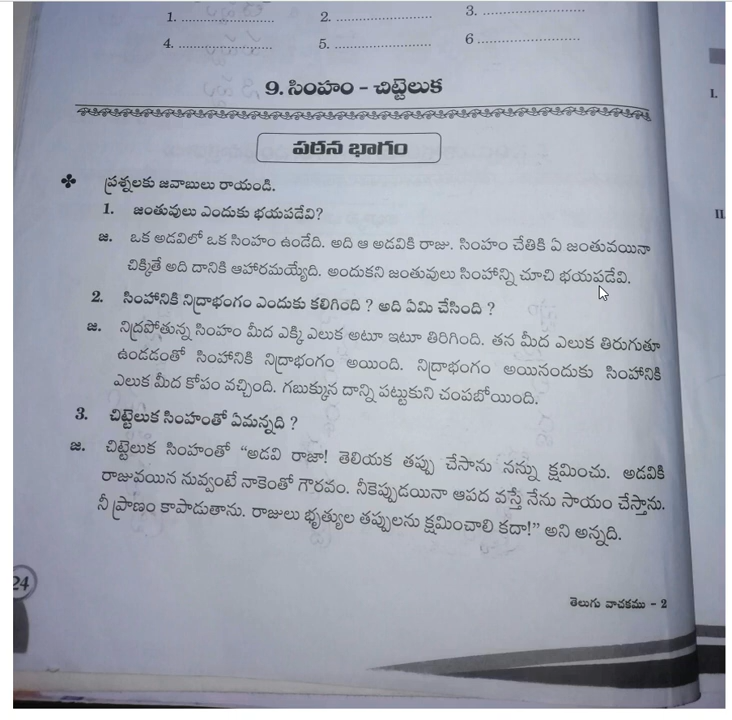 1. ........................ 2. ........................ 3. ........................
4. ........................ 5. ........................ 6 ........................
9. సింహం - చిట్టెలుక
పఠన భాగం
I.
❖ ప్రశ్నలకు జవాబులు రాయండి.
1. జంతువులు ఎందుకు భయపడేవి?
II.
జ. ఒక అడవిలో ఒక సింహం ఉండేది. అది ఆ అడవికి రాజు. సింహం చేతికి ఏ జంతువయినా
చిక్కితే అది దానికి ఆహారమయ్యేది. అందుకని జంతువులు సింహాన్ని చూచి భయపడేవి.
2. సింహానికి నిద్రాభంగం ఎందుకు కలిగింది ? అది ఏమి చేసింది ?
జ. నిద్రపోతున్న సింహం మీద ఎక్కి ఎలుక అటూ ఇటూ తిరిగింది. తన మీద ఎలుక తిరుగుతూ
ఉండడంతో సింహానికి నిద్రాభంగం అయింది. నిద్రాభంగం అయినందుకు సింహానికి
ఎలుక మీద కోపం వచ్చింది. గబుక్కున దాన్ని పట్టుకుని చంపబోయింది.
3. చిట్టెలుక సింహంతో ఏమన్నది ?
జ. చిట్టెలుక సింహంతో “అడవి రాజా! తెలియక తప్పు చేసాను నన్ను క్షమించు. అడవికి
రాజువయిన నువ్వంటే నాకెంతో గౌరవం. నీకెప్పుడయినా ఆపద వస్తే నేను సాయం చేస్తాను.
నీ ప్రాణం కాపాడుతాను. రాజులు భృత్యుల తప్పులను క్షమించాలి కదా!” అని అన్నది.
24
తెలుగు వాచకము - 2